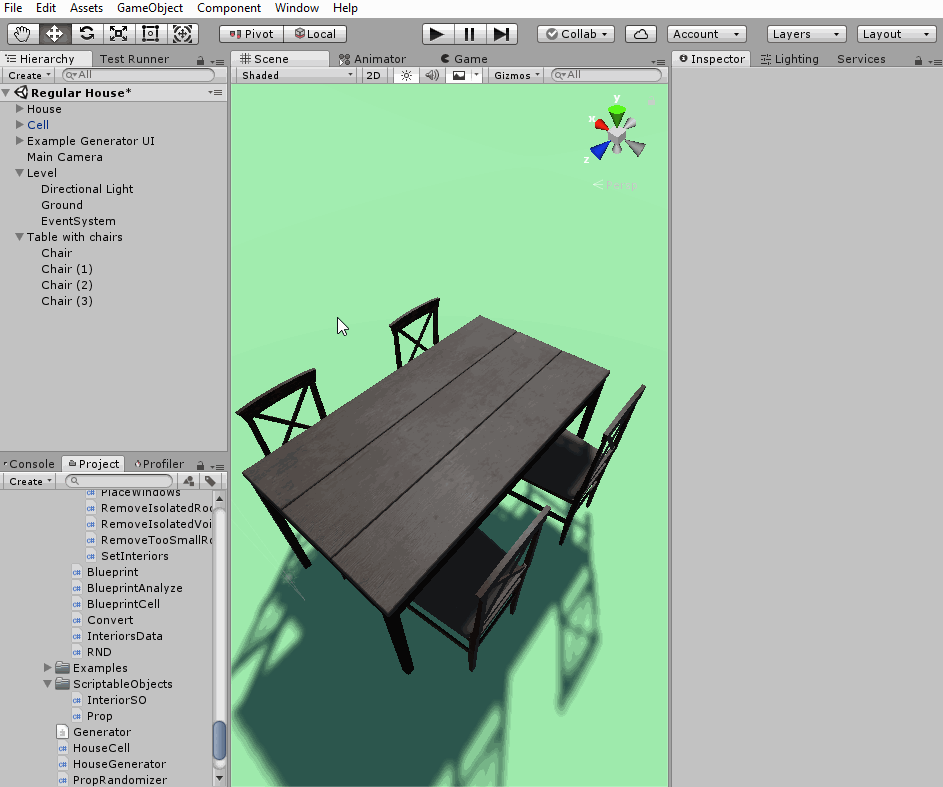 File Edit Assets GameObject Component Window Help
Pivot Local Collab Account Layers Layout
Hierarchy Test Runner Scene Animator Game Inspector Lighting Services
Create All Shaded 2D Gizmos All
Regular House*
House
Cell
Example Generator UI
Main Camera
Level
Directional Light
Ground
EventSystem
Table with chairs
Chair
Chair (1)
Chair (2)
Chair (3)
y
x
z
Persp
Console Project Profiler
Create
PlaceWindows
RemoveIsolatedRoo
RemoveIsolatedVoi
RemoveTooSmallRo
SetInteriors
Blueprint
BlueprintAnalyze
BlueprintCell
Convert
InteriorsData
RND
Examples
ScriptableObjects
InteriorSO
Prop
Generator
HouseCell
HouseGenerator
PropRandomizer